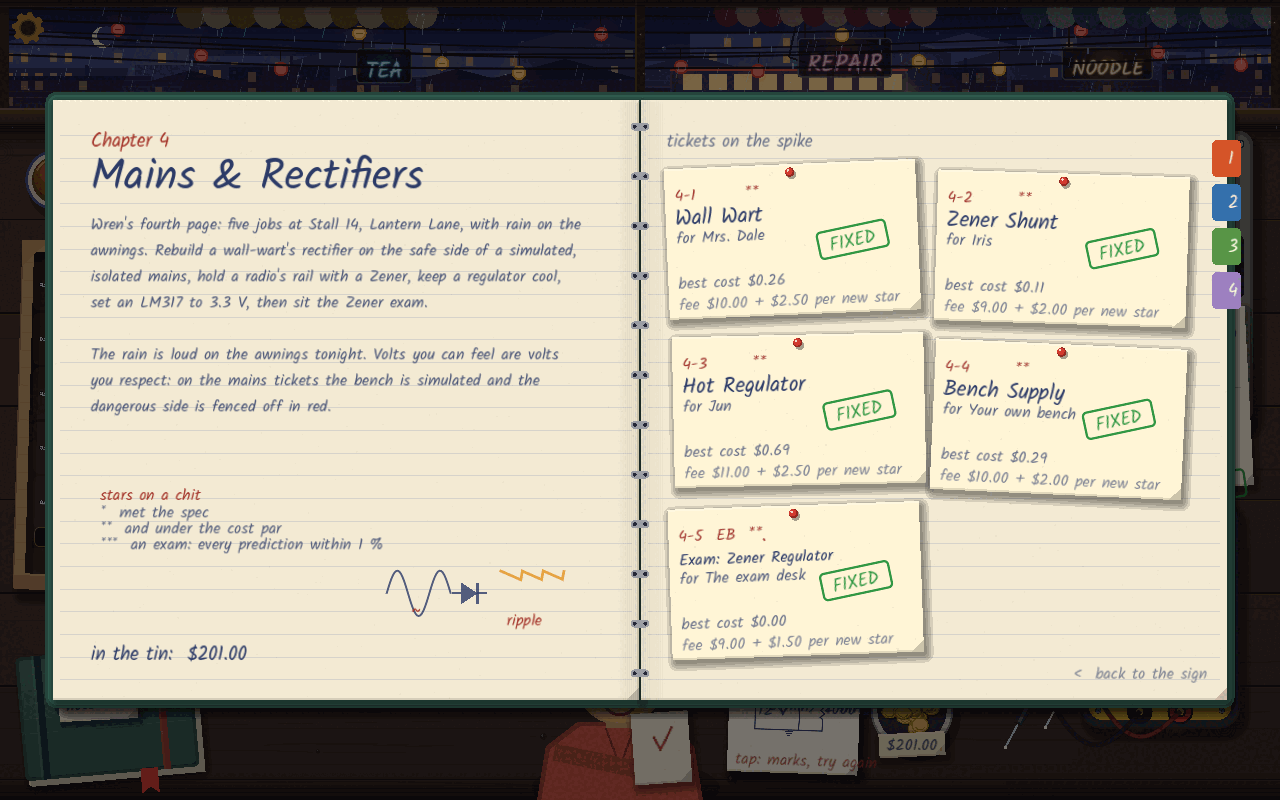 TEA
REPAIR
NOODLE
Chapter 4
Mains & Rectifiers
Wren's fourth page: five jobs at Stall 14, Lantern Lane, with rain on the
awnings. Rebuild a wall-wart's rectifier on the safe side of a simulated,
isolated mains, hold a radio's rail with a Zener, keep a regulator cool,
set an LM317 to 3.3 V, then sit the Zener exam.
The rain is loud on the awnings tonight. Volts you can feel are volts
you respect: on the mains tickets the bench is simulated and the
dangerous side is fenced off in red.
stars on a chit
* met the spec
** and under the cost par
*** an exam: every prediction within 1 %
~
ripple
in the tin: $201.00
tickets on the spike
4-1 **
Wall Wart
for Mrs. Dale
FIXED
best cost $0.26
fee $10.00 + $2.50 per new star
4-2 **
Zener Shunt
for Iris
FIXED
best cost $0.11
fee $9.00 + $2.00 per new star
4-3 **
Hot Regulator
for Jun
FIXED
best cost $0.69
fee $11.00 + $2.50 per new star
4-4 **
Bench Supply
for Your own bench
FIXED
best cost $0.29
fee $10.00 + $2.00 per new star
4-5 EB **.
Exam: Zener Regulator
for The exam desk
FIXED
best cost $0.00
fee $9.00 + $1.50 per new star
< back to the sign
1
2
3
4
tap: marks, try again
$201.00